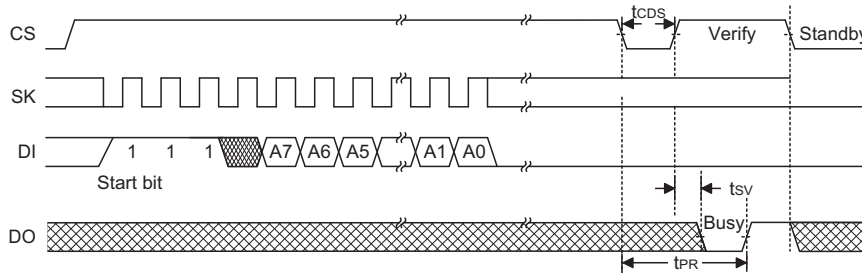 CS tCDS Verify Standby
SK
DI 1 1 1 A7 A6 A5 A1 A0
Start bit
tSV
DO Busy
tPR